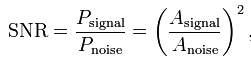 SNR = P_signal / P_noise = (A_signal / A_noise)^2 ,